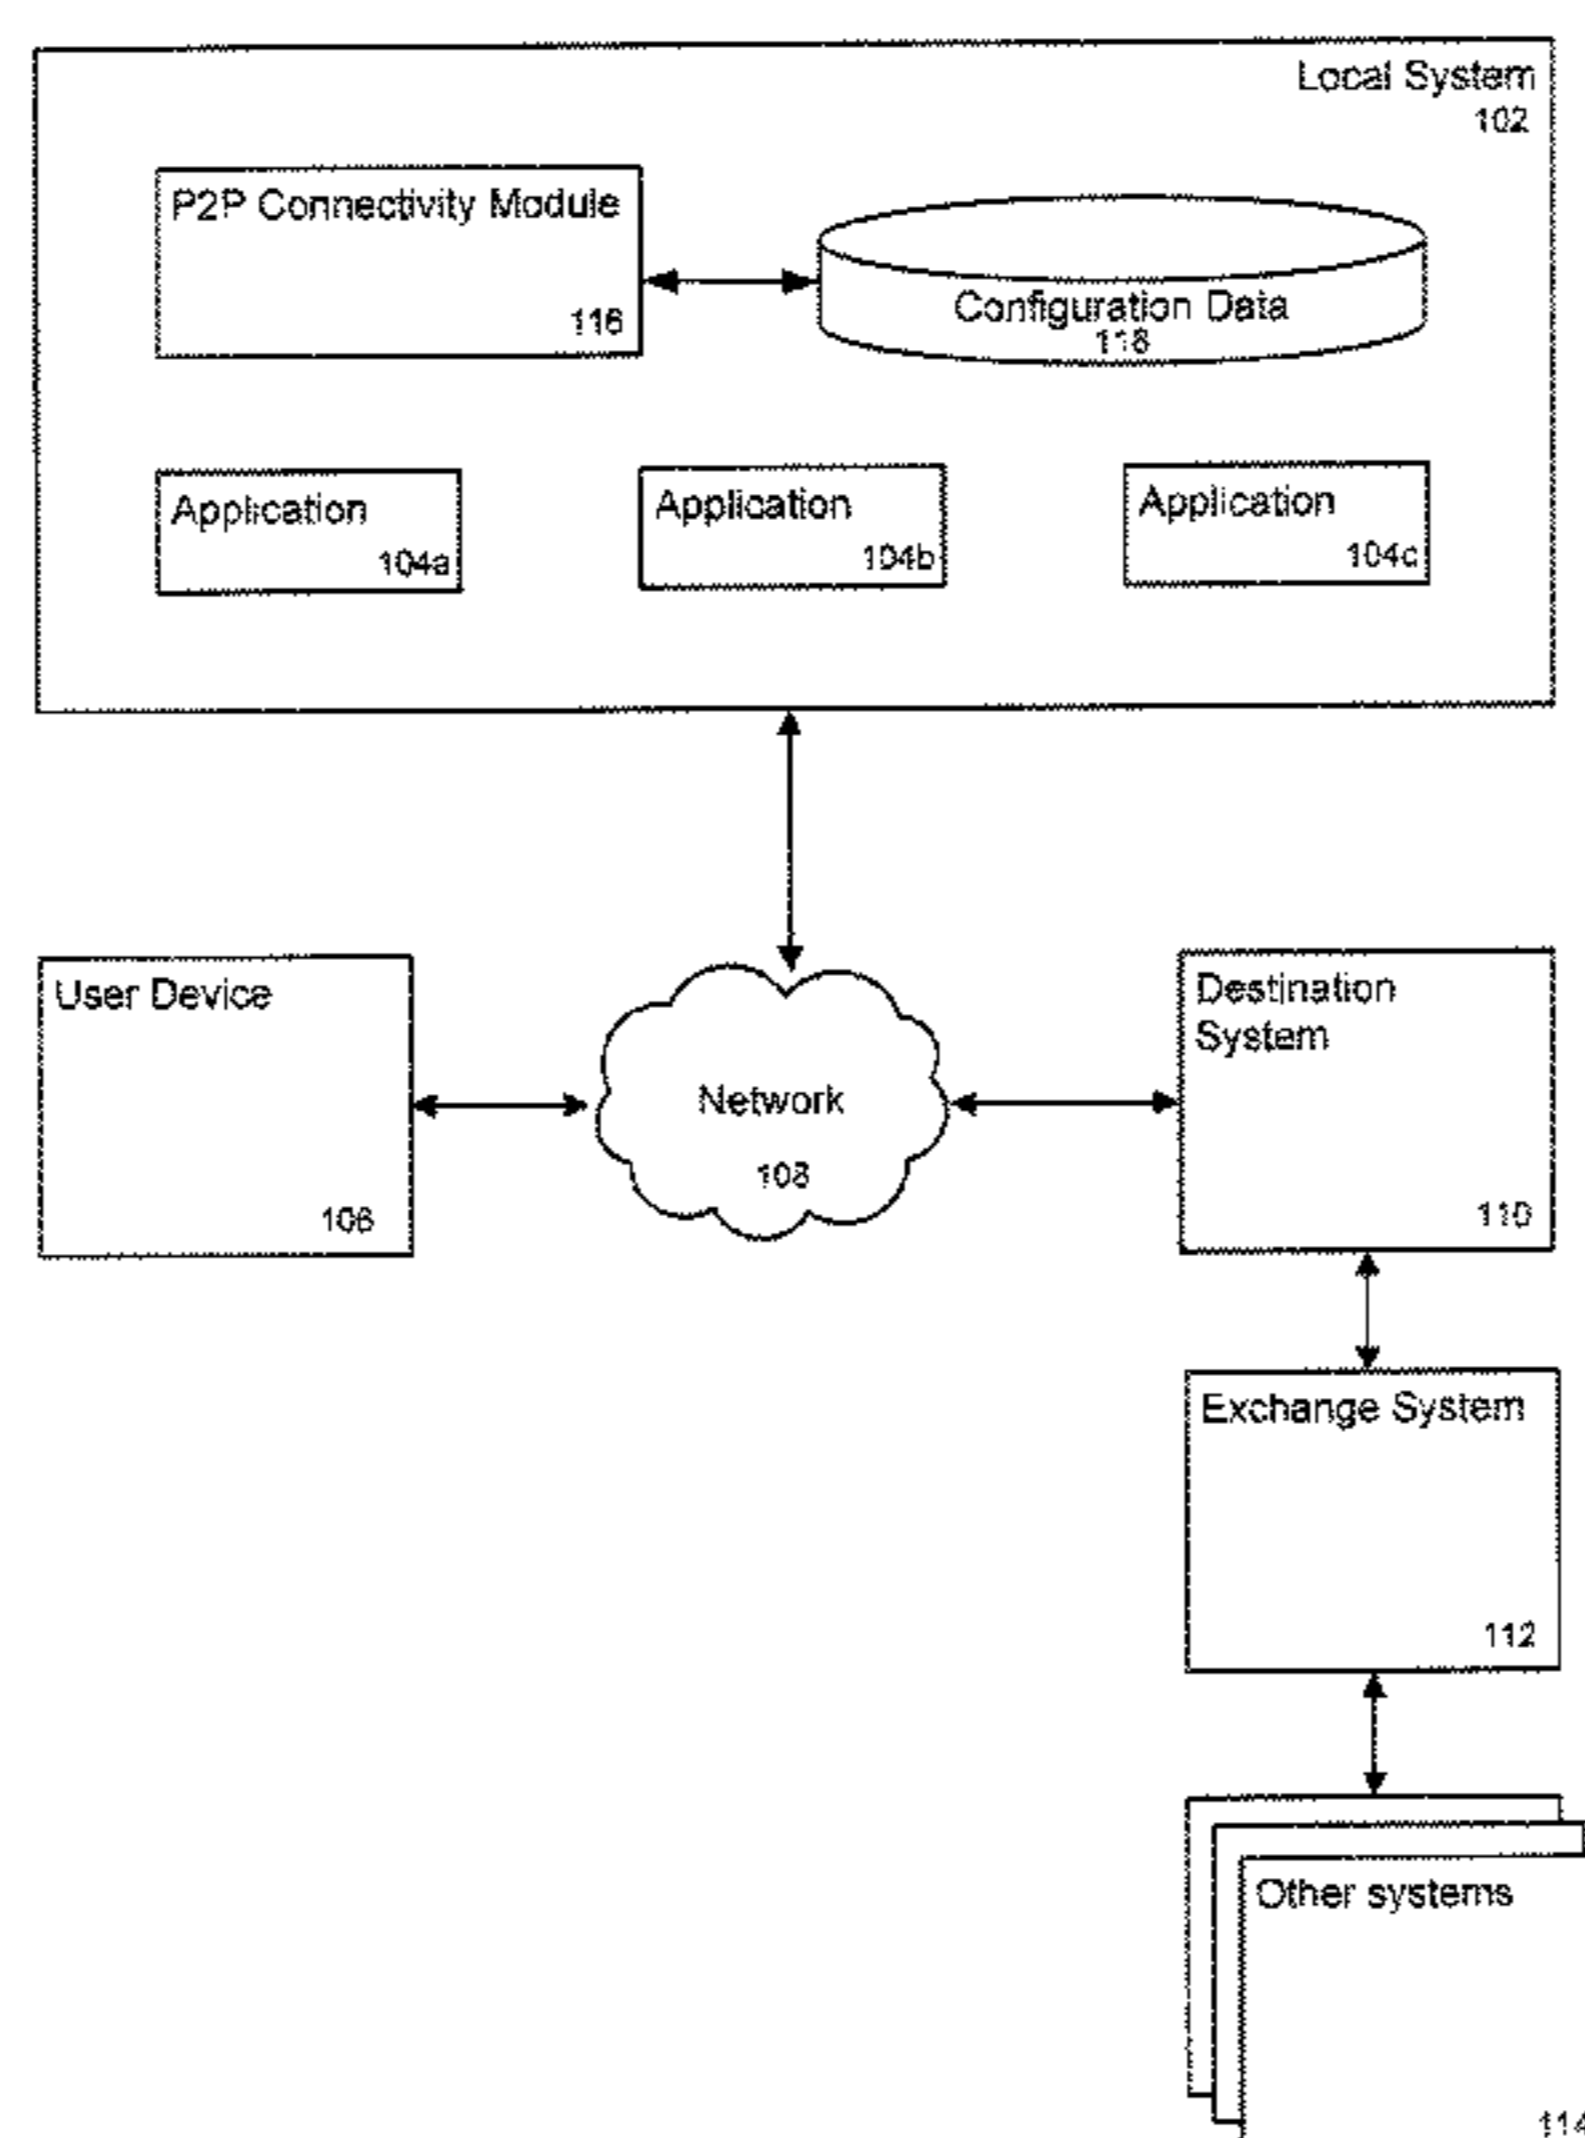 Local System
102
P2P Connectivity Module
116
Configuration Data
118
Application
104a
Application
104b
Application
104c
User Device
106
Network
108
Destination
System
110
Exchange System
112
Other systems
114